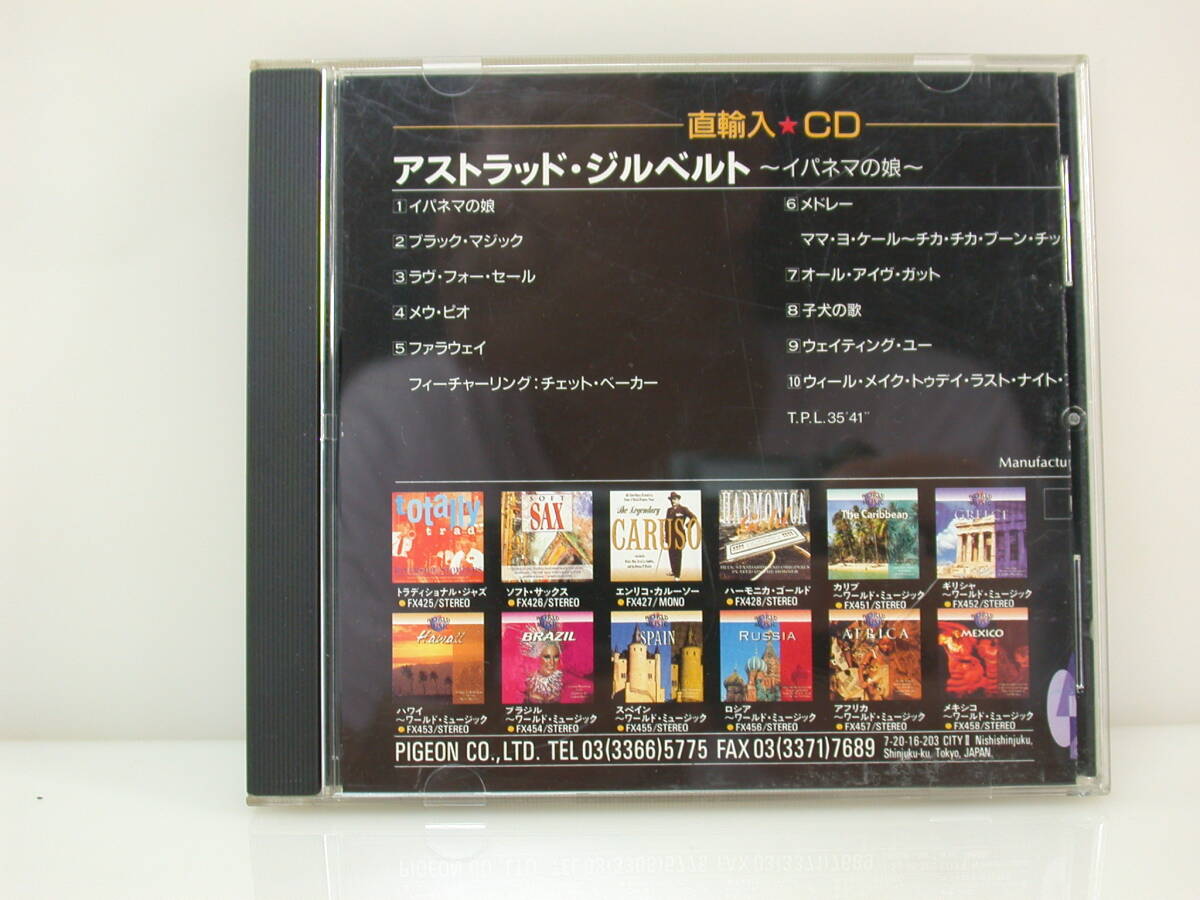 直輸入★CD
アストラッド・ジルベルト ～イパネマの娘～
1 イパネマの娘
2 ブラック・マジック
3 ラヴ・フォー・セール
4 メウ・ピオ
5 ファラウェイ
フィーチャーリング:チェット・ベーカー
6 メドレー
ママ・ヨ・ケール～チカ・チカ・ブーン・チッ
7 オール・アイヴ・ガット
8 子犬の歌
9 ウェイティング・ユー
10 ウィール・メイク・トゥデイ・ラスト・ナイト・
T.P.L.35'41"
Manufactu
totally
trad
SOFT
SAX
The Legendary
CARUSO
HARMONICA
The Caribbean
GREECE
トラディショナル・ジャズ
FX425/STEREO
ソフト・サックス
FX426/STEREO
エンリコ・カルーソー
FX427/MONO
ハーモニカ・ゴールド
FX428/STEREO
カリブ
～ワールド・ミュージック
FX451/STEREO
ギリシャ
～ワールド・ミュージック
FX452/STEREO
Hawaii
BRAZIL
SPAIN
RUSSIA
AFRICA
MEXICO
ハワイ
～ワールド・ミュージック
FX453/STEREO
ブラジル
～ワールド・ミュージック
FX454/STEREO
スペイン
～ワールド・ミュージック
FX455/STEREO
ロシア
～ワールド・ミュージック
FX456/STEREO
アフリカ
～ワールド・ミュージック
FX457/STEREO
メキシコ
～ワールド・ミュージック
FX458/STEREO
PIGEON CO.,LTD. TEL 03(3366)5775 FAX 03(3371)7689
7-20-16-203 CITY II Nishishinjuku,
Shinjuku-ku, Tokyo, JAPAN.